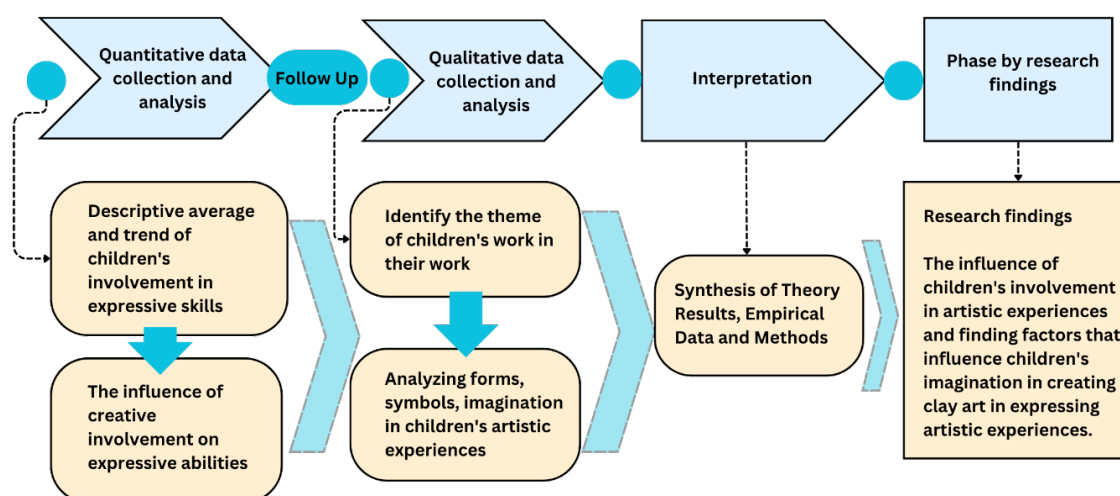 Quantitative data
collection and
analysis
Follow Up
Qualitative data
collection and
analysis
Interpretation
Phase by research
findings
Descriptive average
and trend of
children's
involvement in
expressive skills
The influence of
creative
involvement on
expressive abilities
Identify the theme
of children's work in
their work
Analyzing forms,
symbols, imagination
in children's artistic
experiences
Synthesis of Theory
Results, Empirical
Data and Methods
Research findings
The influence of
children's involvement
in artistic experiences
and finding factors that
influence children's
imagination in creating
clay art in expressing
artistic experiences.